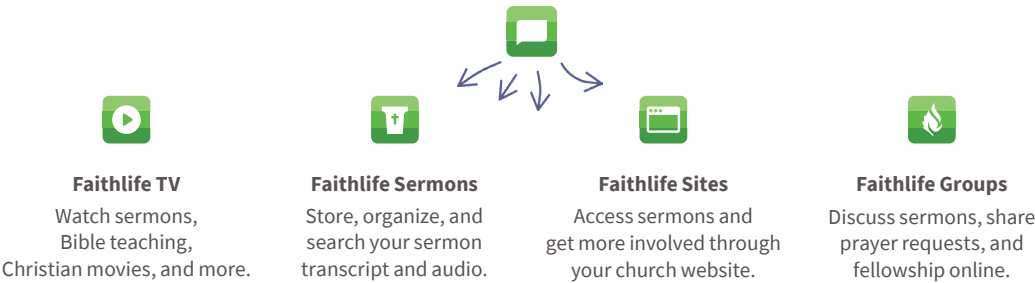 Faithlife TV
Watch sermons,
Bible teaching,
Christian movies, and more.
Faithlife Sermons
Store, organize, and
search your sermon
transcript and audio.
Faithlife Sites
Access sermons and
get more involved through
your church website.
Faithlife Groups
Discuss sermons, share
prayer requests, and
fellowship online.